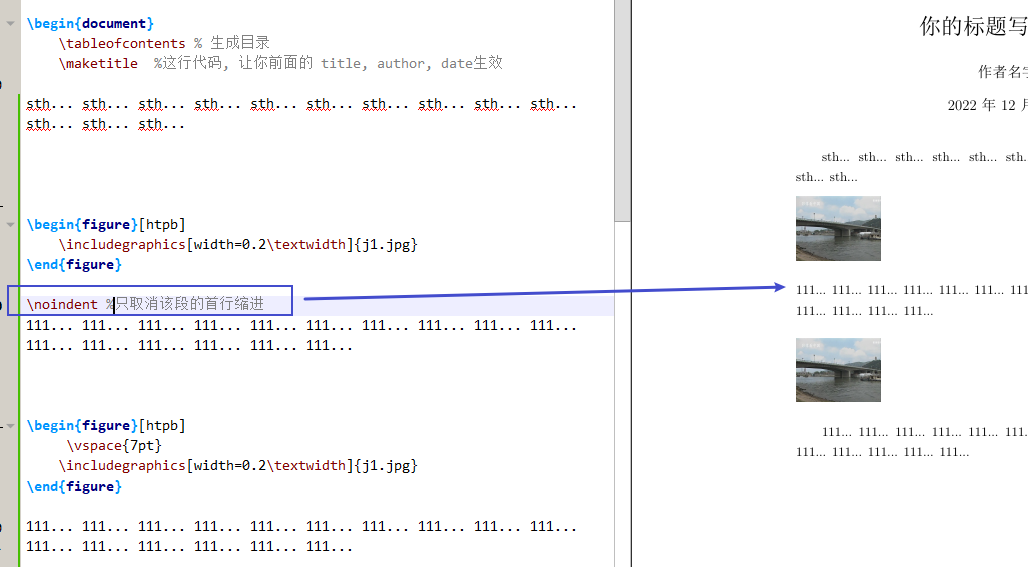 \begin{document}
\tableofcontents % 生成目录
\maketitle %这行代码, 让你前面的 title, author, date生效
sth... sth... sth... sth... sth... sth... sth... sth... sth... sth...
sth... sth... sth...
\begin{figure}[htpb]
\includegraphics[width=0.2\textwidth]{j1.jpg}
\end{figure}
\noindent %只取消该段的首行缩进
111... 111... 111... 111... 111... 111... 111... 111... 111... 111...
111... 111... 111... 111... 111... 111...
\begin{figure}[htpb]
\vspace{7pt}
\includegraphics[width=0.2\textwidth]{j1.jpg}
\end{figure}
111... 111... 111... 111... 111... 111... 111... 111... 111... 111...
111... 111... 111... 111... 111... 111...
你的标题写
作者名字
2022 年 12 月
sth... sth... sth... sth... sth... sth...
sth... sth...
111... 111... 111... 111... 111... 111... 111
111... 111... 111... 111...
111... 111... 111... 111... 111... 111...
111... 111... 111... 111... 111...